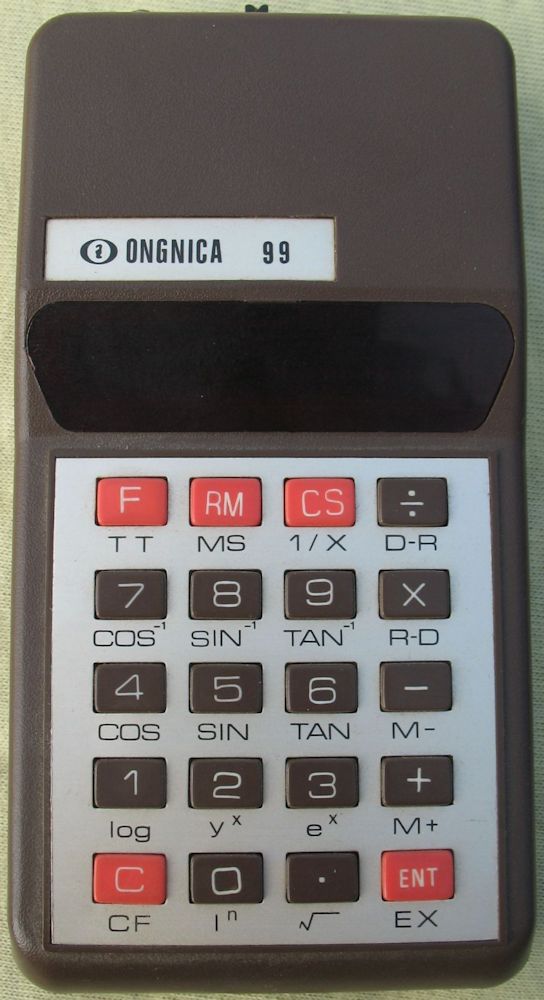 ONGNICA 99
F RM CS ÷
TT MS 1/X D-R
7 8 9 X
COS⁻¹ SIN⁻¹ TAN⁻¹ R-D
4 5 6 −
COS SIN TAN M-
1 2 3 +
log yˣ eˣ M+
C 0 . ENT
CF lⁿ √ EX